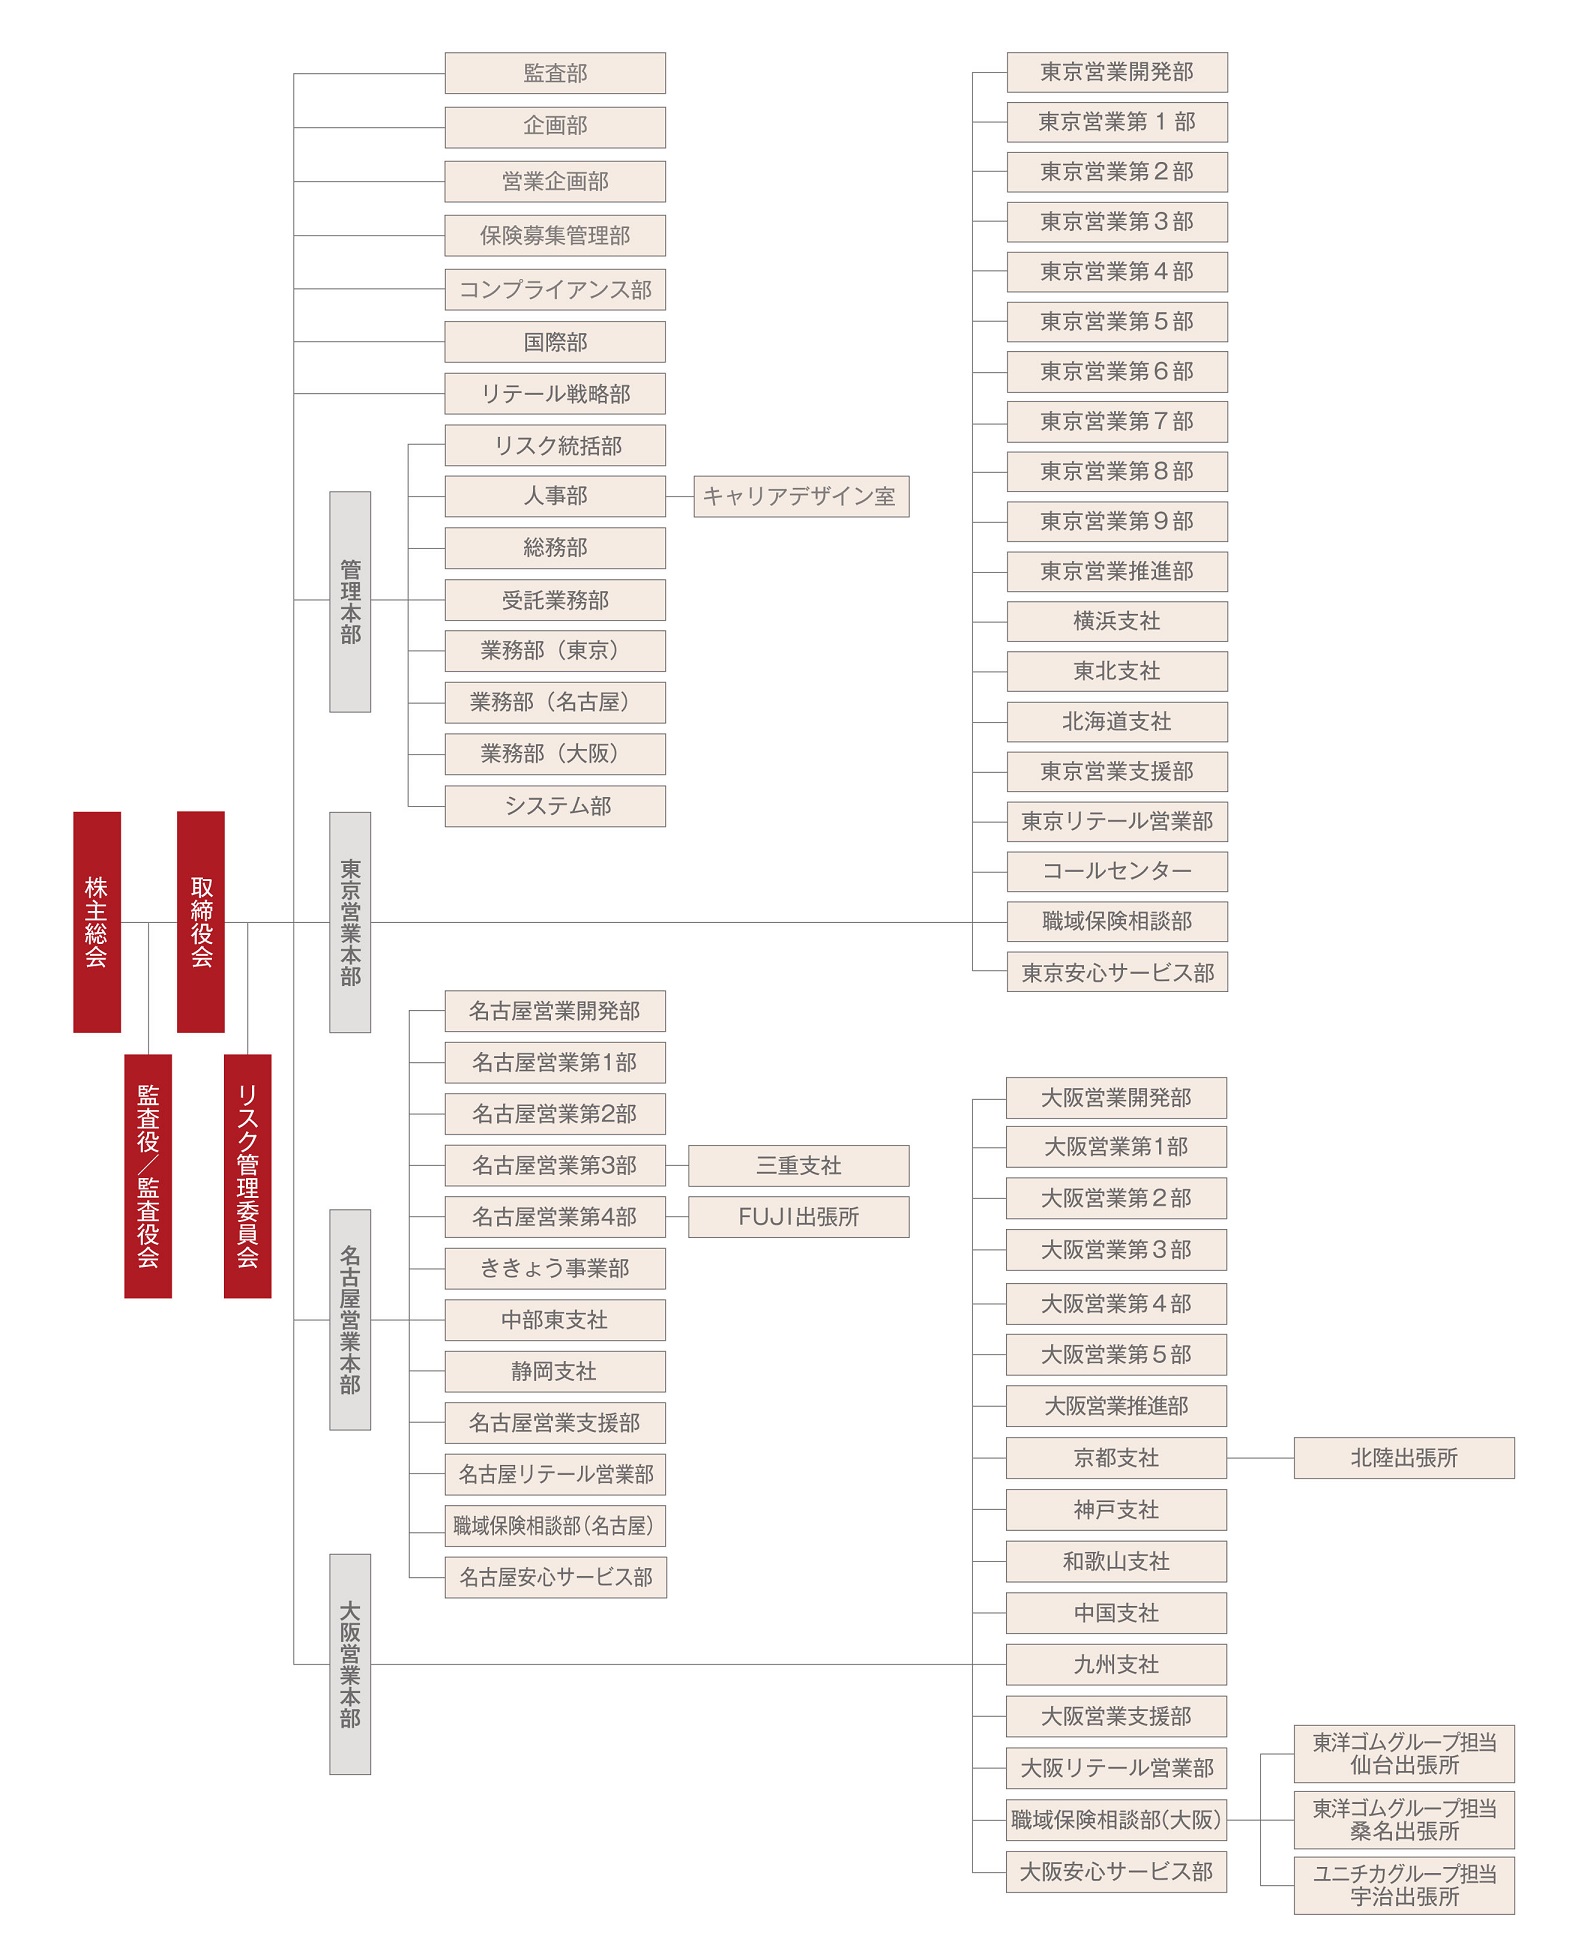 株主総会
取締役会
監査役／監査役会
リスク管理委員会
監査部
企画部
営業企画部
保険募集管理部
コンプライアンス部
国際部
リテール戦略部
管理本部
リスク統括部
人事部
キャリアデザイン室
総務部
受託業務部
業務部（東京）
業務部（名古屋）
業務部（大阪）
システム部
東京営業本部
東京営業開発部
東京営業第1部
東京営業第2部
東京営業第3部
東京営業第4部
東京営業第5部
東京営業第6部
東京営業第7部
東京営業第8部
東京営業第9部
東京営業推進部
横浜支社
東北支社
北海道支社
東京営業支援部
東京リテール営業部
コールセンター
職域保険相談部
東京安心サービス部
名古屋営業本部
名古屋営業開発部
名古屋営業第1部
名古屋営業第2部
名古屋営業第3部
三重支社
名古屋営業第4部
FUJI出張所
ききょう事業部
中部東支社
静岡支社
名古屋営業支援部
名古屋リテール営業部
職域保険相談部（名古屋）
名古屋安心サービス部
大阪営業本部
大阪営業開発部
大阪営業第1部
大阪営業第2部
大阪営業第3部
大阪営業第4部
大阪営業第5部
大阪営業推進部
京都支社
北陸出張所
神戸支社
和歌山支社
中国支社
九州支社
大阪営業支援部
大阪リテール営業部
職域保険相談部（大阪）
東洋ゴムグループ担当
仙台出張所
東洋ゴムグループ担当
桑名出張所
ユニチカグループ担当
宇治出張所
大阪安心サービス部